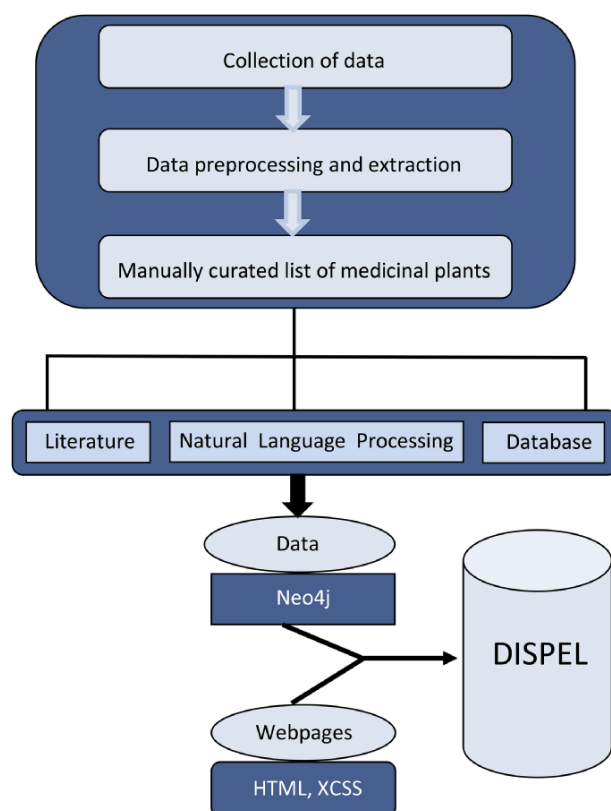 Collection of data
Data preprocessing and extraction
Manually curated list of medicinal plants
Literature
Natural Language Processing
Database
Data
Neo4j
DISPEL
Webpages
HTML, XCSS